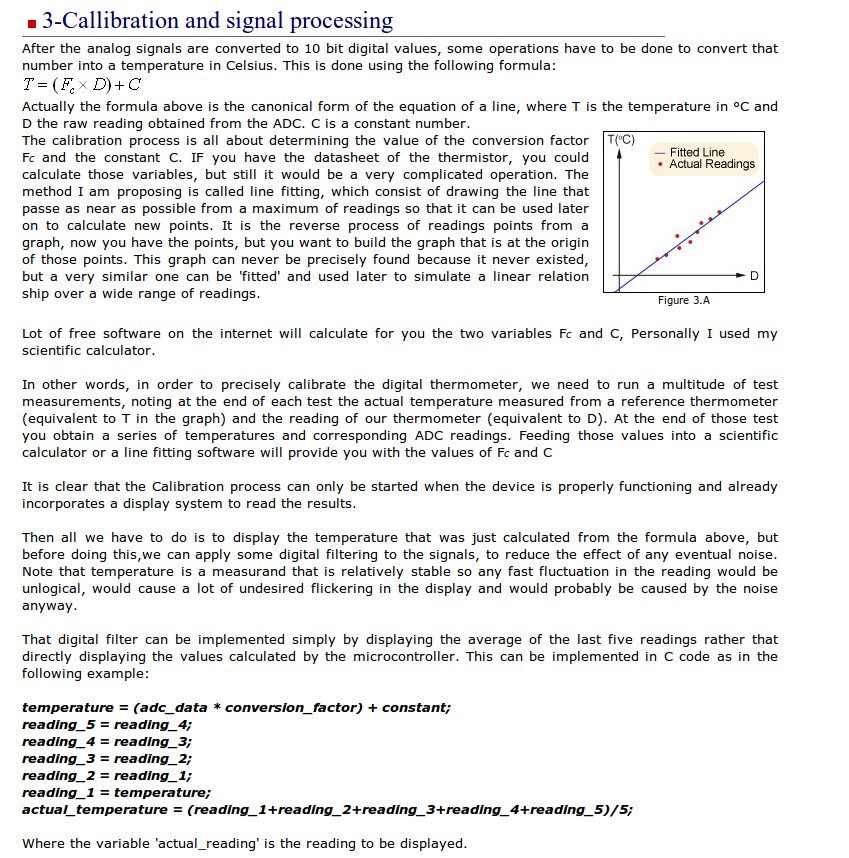 3-Callibration and signal processing
After the analog signals are converted to 10 bit digital values, some operations have to be done to convert that
number into a temperature in Celsius. This is done using the following formula:
T = ( Fc × D) + C
Actually the formula above is the canonical form of the equation of a line, where T is the temperature in ºC and
D the raw reading obtained from the ADC. C is a constant number.
The calibration process is all about determining the value of the conversion factor
Fc and the constant C. IF you have the datasheet of the thermistor, you could
calculate those variables, but still it would be a very complicated operation. The
method I am proposing is called line fitting, which consist of drawing the line that
passe as near as possible from a maximum of readings so that it can be used later
on to calculate new points. It is the reverse process of readings points from a
graph, now you have the points, but you want to build the graph that is at the origin
of those points. This graph can never be precisely found because it never existed,
but a very similar one can be 'fitted' and used later to simulate a linear relation
ship over a wide range of readings.
T(ºC)
Fitted Line
Actual Readings
D
Figure 3.A
Lot of free software on the internet will calculate for you the two variables Fc and C, Personally I used my
scientific calculator.
In other words, in order to precisely calibrate the digital thermometer, we need to run a multitude of test
measurements, noting at the end of each test the actual temperature measured from a reference thermometer
(equivalent to T in the graph) and the reading of our thermometer (equivalent to D). At the end of those test
you obtain a series of temperatures and corresponding ADC readings. Feeding those values into a scientific
calculator or a line fitting software will provide you with the values of Fc and C
It is clear that the Calibration process can only be started when the device is properly functioning and already
incorporates a display system to read the results.
Then all we have to do is to display the temperature that was just calculated from the formula above, but
before doing this,we can apply some digital filtering to the signals, to reduce the effect of any eventual noise.
Note that temperature is a measurand that is relatively stable so any fast fluctuation in the reading would be
unlogical, would cause a lot of undesired flickering in the display and would probably be caused by the noise
anyway.
That digital filter can be implemented simply by displaying the average of the last five readings rather that
directly displaying the values calculated by the microcontroller. This can be implemented in C code as in the
following example:
temperature = (adc_data * conversion_factor) + constant;
reading_5 = reading_4;
reading_4 = reading_3;
reading_3 = reading_2;
reading_2 = reading_1;
reading_1 = temperature;
actual_temperature = (reading_1+reading_2+reading_3+reading_4+reading_5)/5;
Where the variable 'actual_reading' is the reading to be displayed.